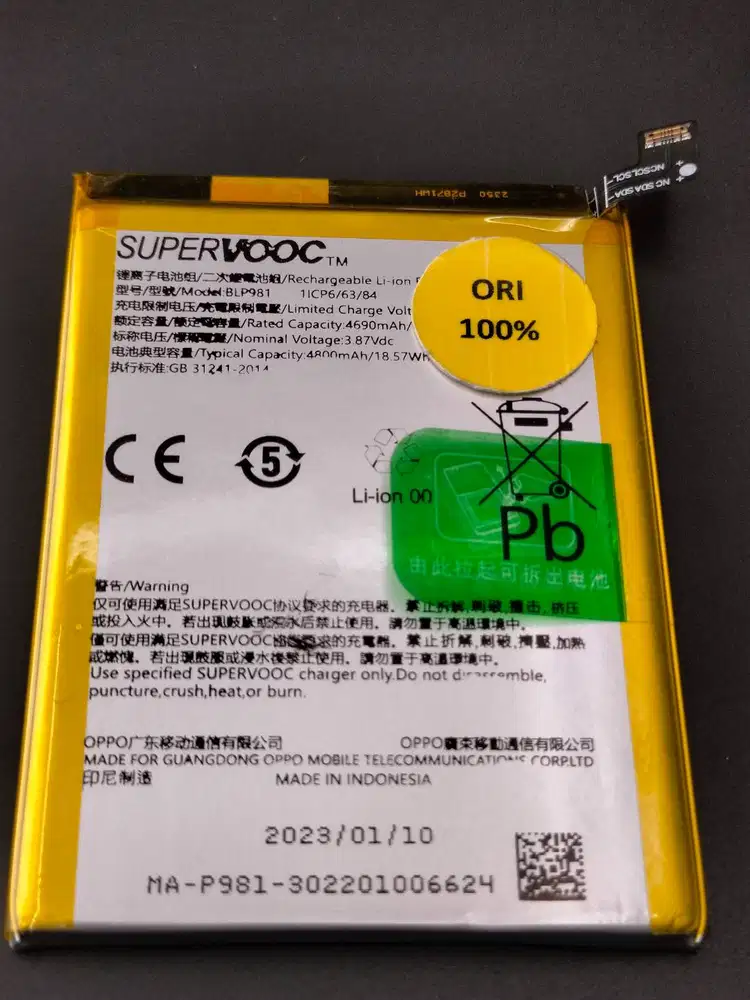 NC SCL SCL-
NC SDA SDA-
2350 P2871WH
SUPERVOOC TM
锂离子电池组/二次鋰電池組/Rechargeable Li-ion
型号/型號/Model:BLP981 1ICP6/63/84
充电限制电压/充電限制電壓/Limited Charge Volt
额定容量/額定容量/Rated Capacity:4690mAh/
标称电压/標稱電壓/Nominal Voltage:3.87Vdc
电池典型容量/Typical Capacity:4800mAh/18.57Wh
执行标准:GB 31241-2014
ORI
100%
CE
5
Li-ion 00
Pb
由此拉起可拆出电池
警告/Warning
仅可使用满足SUPERVOOC协议要求的充电器。禁止拆解,刺破,撞击,挤压
或投入火中。若出现鼓胀或浸水后禁止使用。請勿置于高温環境中。
僅可使用滿足SUPERVOOC 要求的充電器。禁止折解,刺破,擠壓,加熱
或燃燒。若出现鼓脹或浸水後禁止使用。請勿置于高溫環境中。
Use specified SUPERVOOC charger only.Do not disassemble,
puncture,crush,heat,or burn.
OPPO广东移动通信有限公司 OPPO廣東移動通信有限公司
MADE FOR GUANGDONG OPPO MOBILE TELECOMMUNICATIONS CORP.,LTD
印尼制造 MADE IN INDONESIA
2023/01/10
MA-P981-302201006624